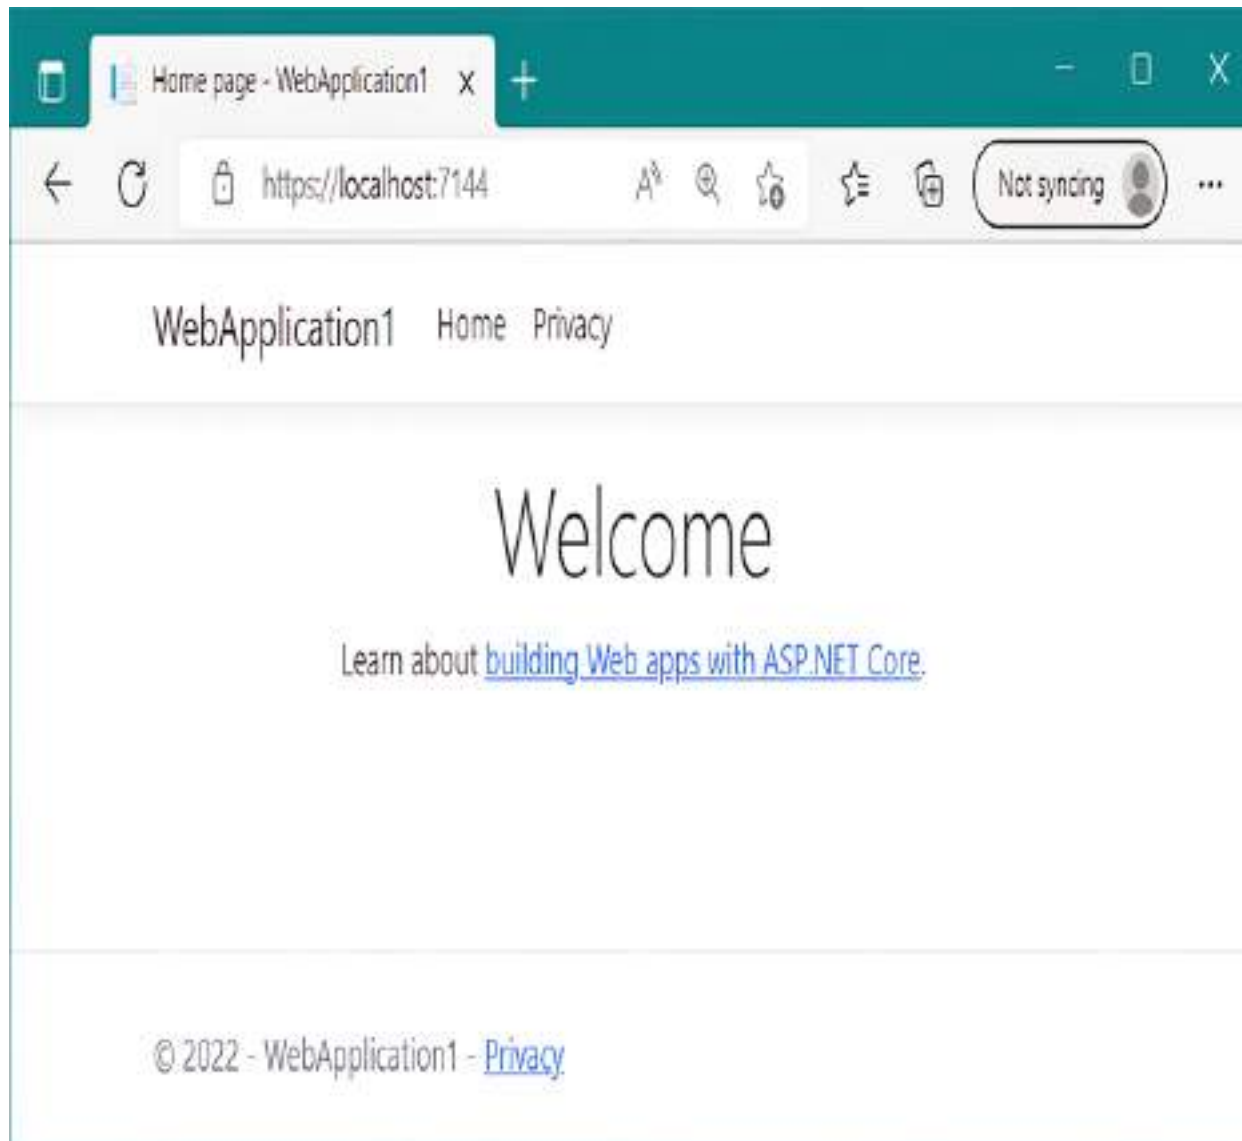 Home page - WebApplication1
https://localhost:7144
Not syncing
WebApplication1 Home Privacy
Welcome
Learn about building Web apps with ASP.NET Core.
© 2022 - WebApplication1 - Privacy